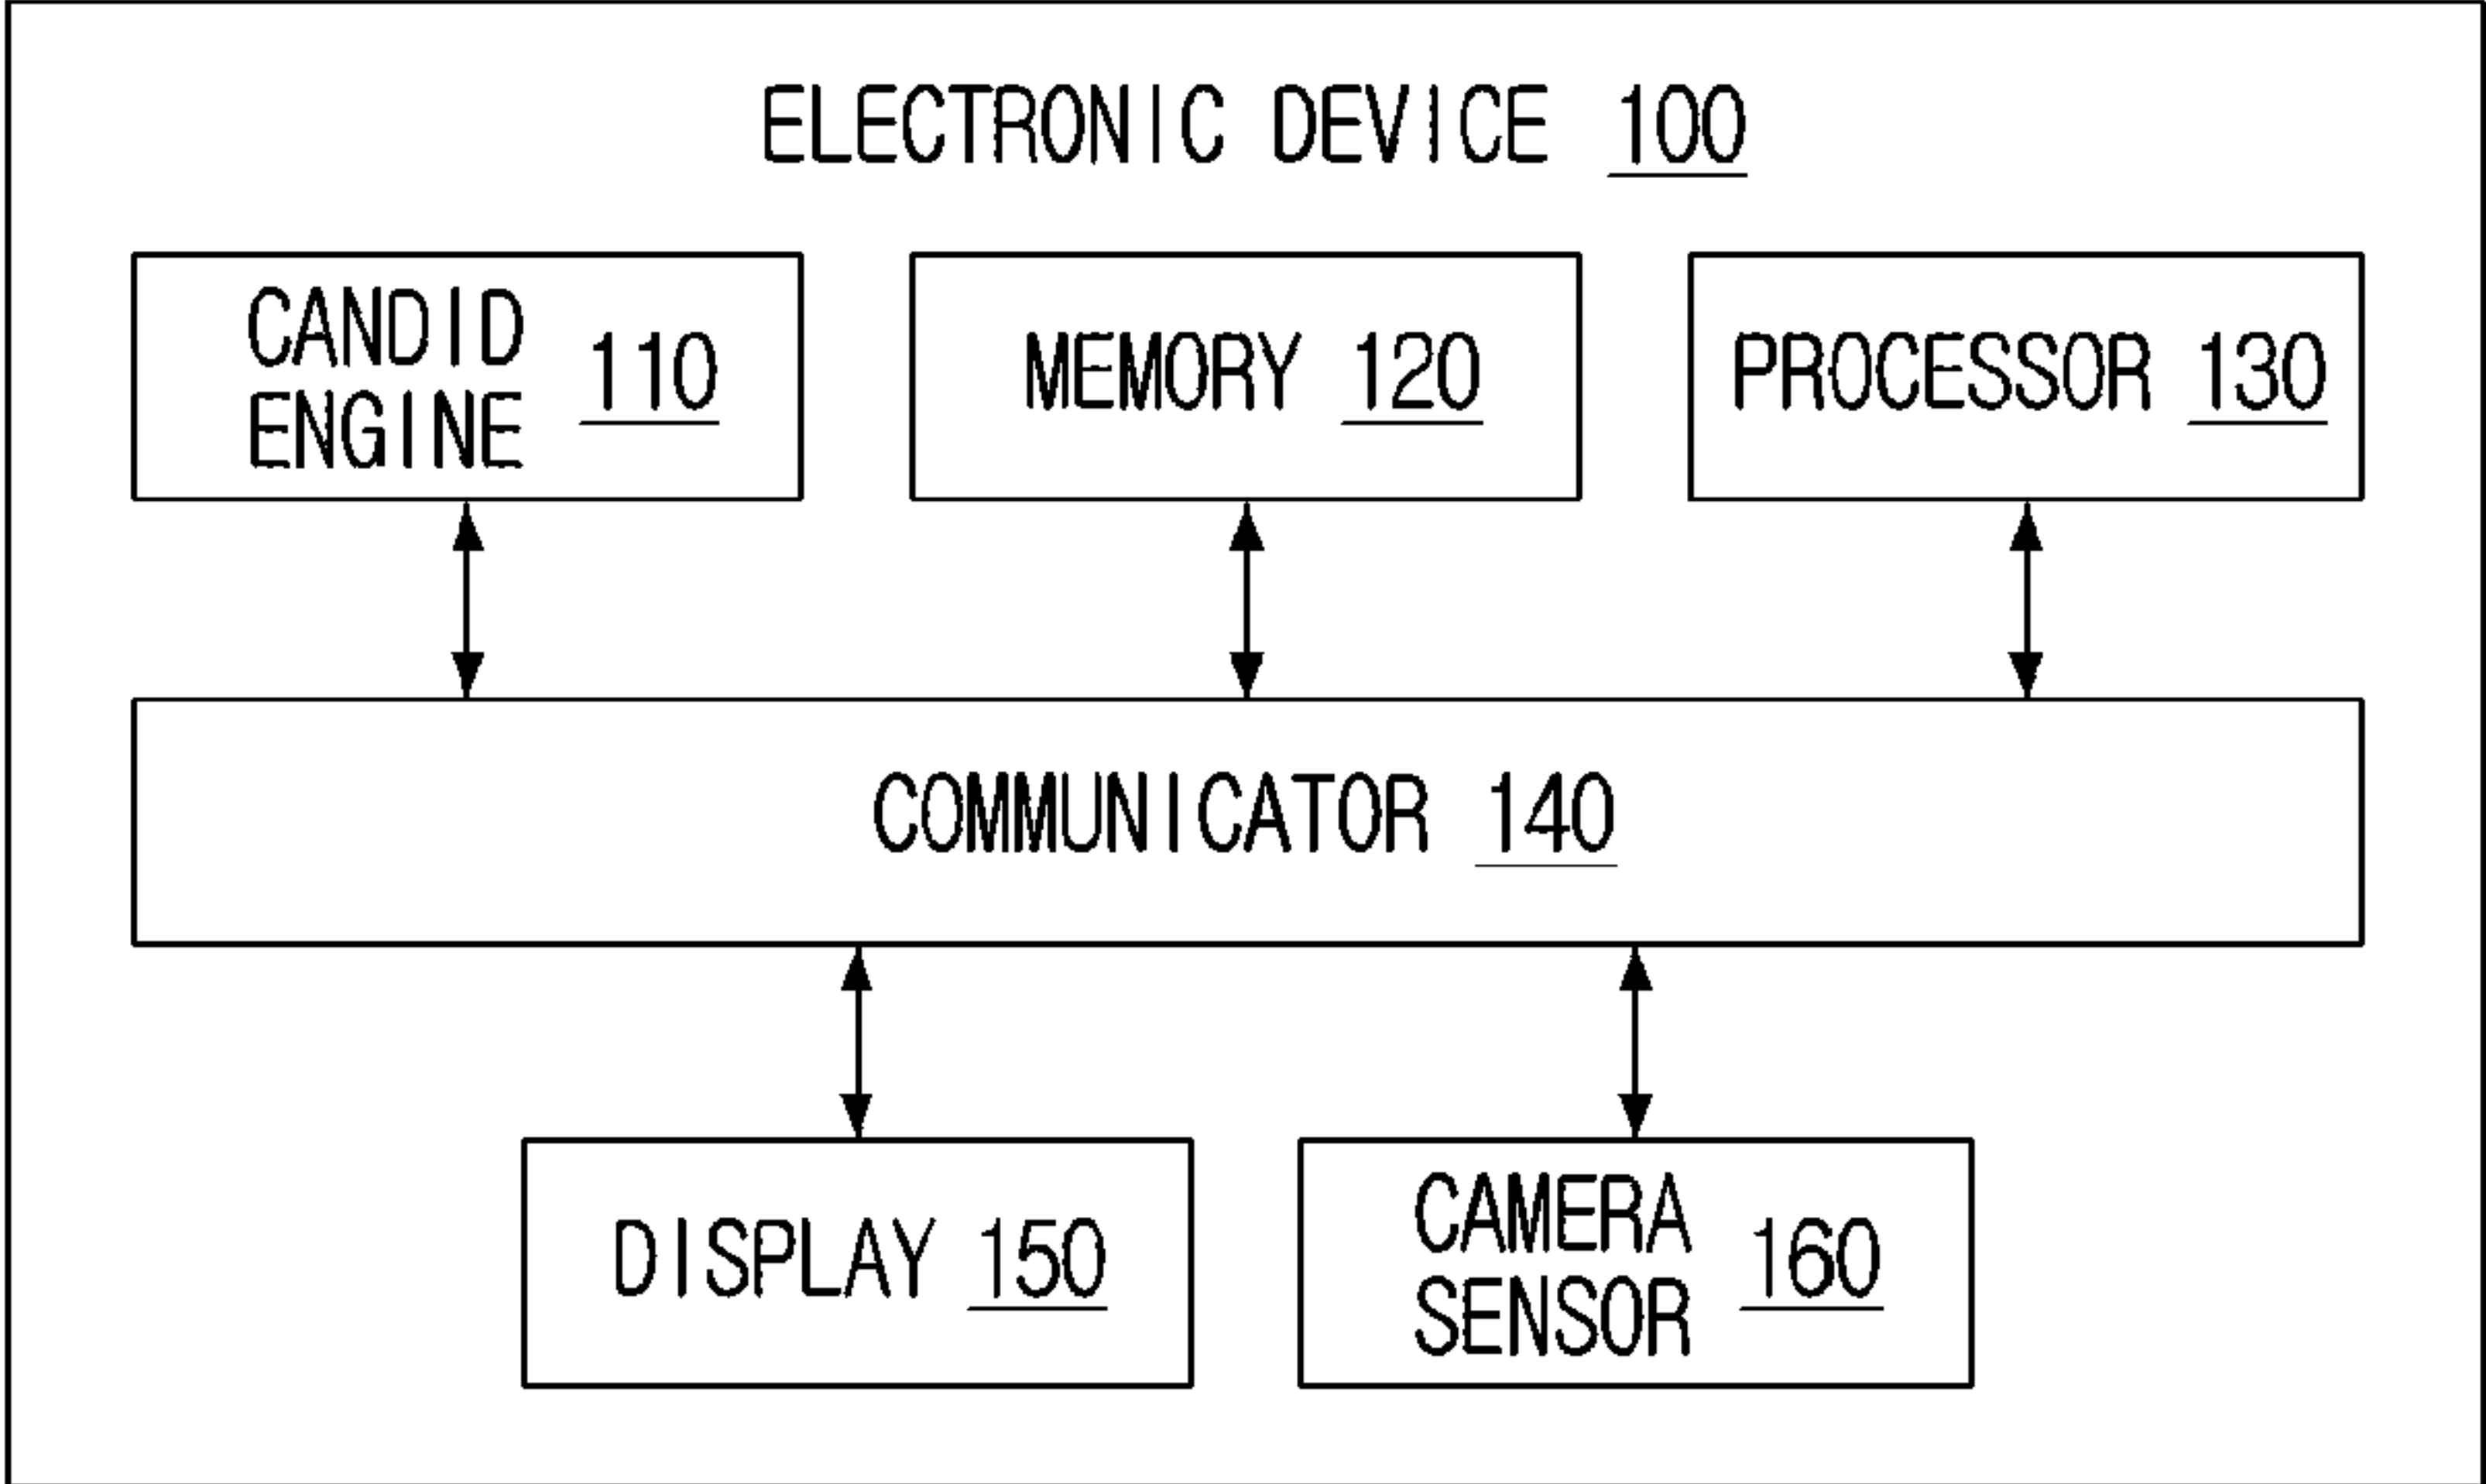 ELECTRONIC DEVICE 100
CANDID
ENGINE 110
MEMORY 120
PROCESSOR 130
COMMUNICATOR 140
DISPLAY 150
CAMERA
SENSOR 160